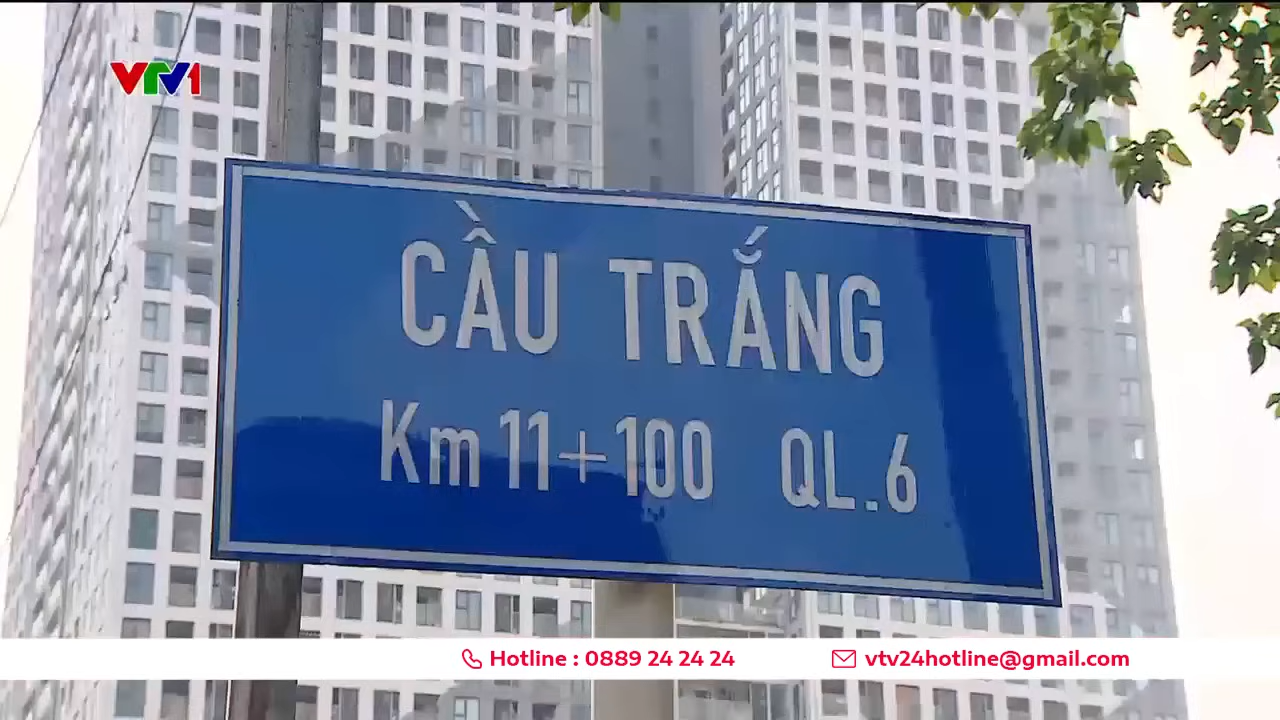 VTV1
CẦU TRẮNG
Km 11+100 QL.6
Hotline : 0889 24 24 24
vtv24hotline@gmail.com